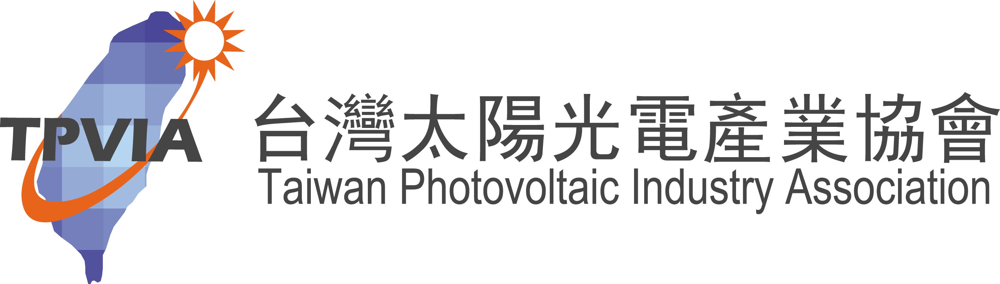 TPVIA
台灣太陽光電產業協會
Taiwan Photovoltaic Industry Association